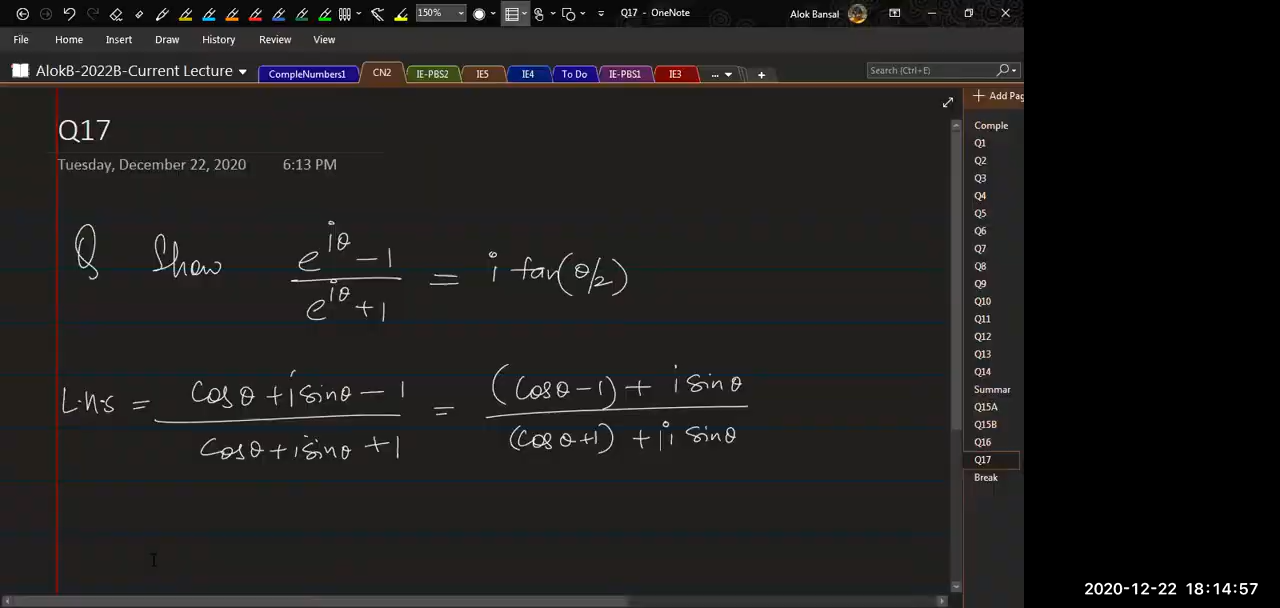 150%
Q17 - OneNote
Alok Bansal
File Home Insert Draw History Review View
AlokB-2022B-Current Lecture
CompleNumbers1 CN2 IE-PBS2 IE5 IE4 To Do IE-PBS1 IE3 ...
Search (Ctrl+E)
Add Pag
Q17
Tuesday, December 22, 2020 6:13 PM
Q Show (e^{iθ} - 1)/(e^{iθ} + 1) = i tan(θ/2)
L.h.s = (cosθ + i sinθ - 1)/(cosθ + i sinθ + 1) = ((cosθ - 1) + i sinθ)/((cosθ + 1) + i sinθ)
Comple
Q1
Q2
Q3
Q4
Q5
Q6
Q7
Q8
Q9
Q10
Q11
Q12
Q13
Q14
Summar
Q15A
Q15B
Q16
Q17
Break
2020-12-22 18:14:57